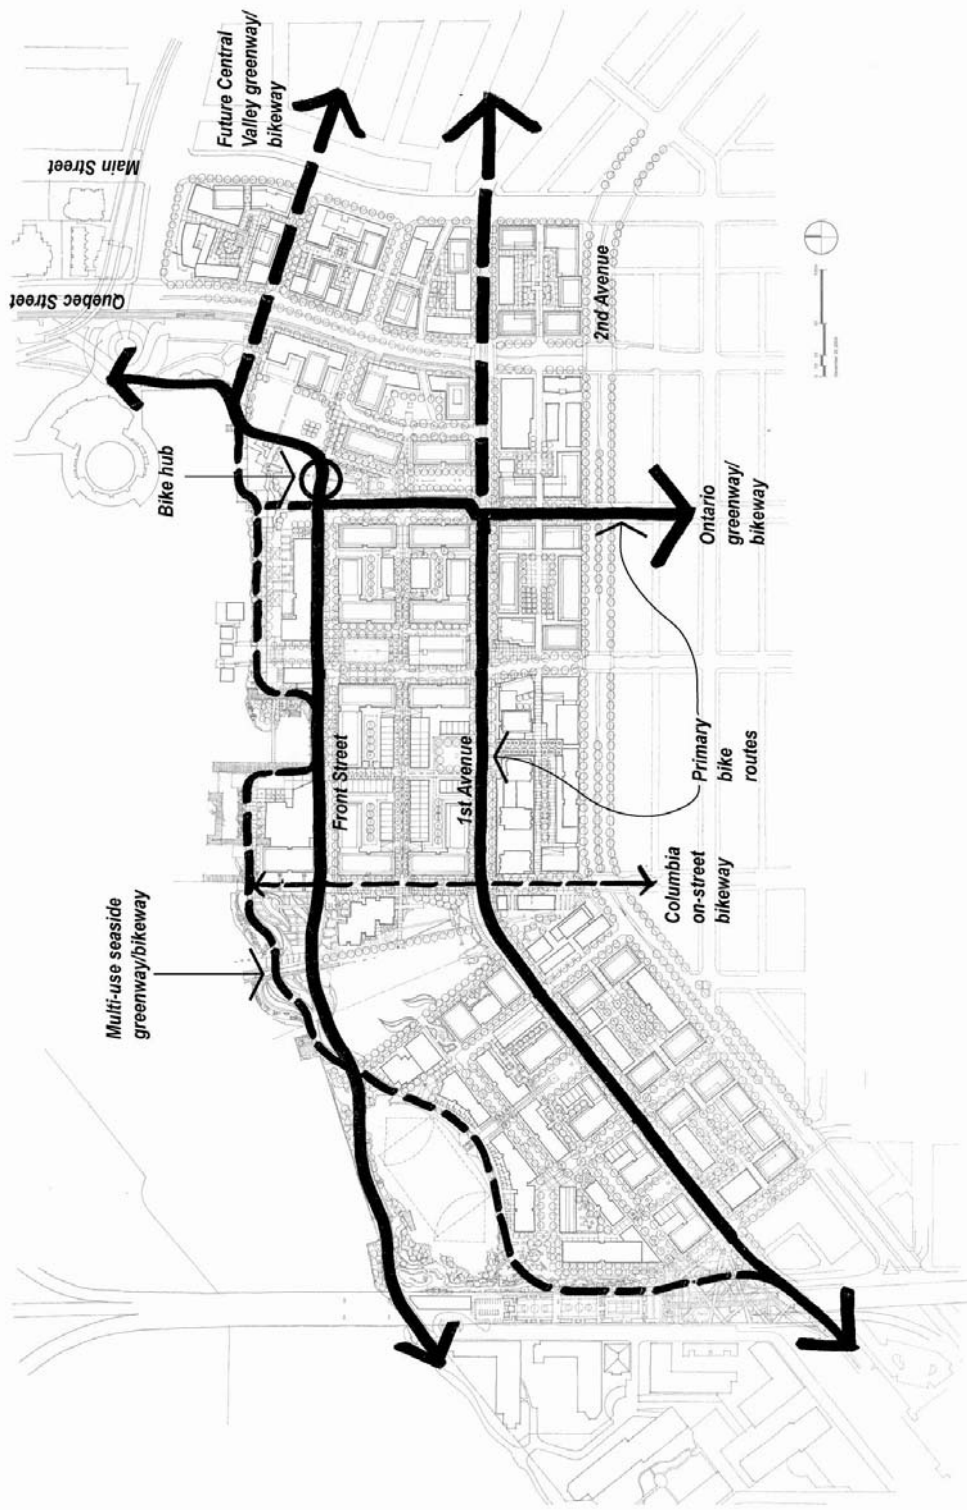 Future Central
Valley greenway/
bikeway
Main Street
Quebec Street
Bike hub
2nd Avenue
Ontario
greenway/
bikeway
Front Street
1st Avenue
Primary
bike
routes
Columbia
on-street
bikeway
Multi-use seaside
greenway/bikeway